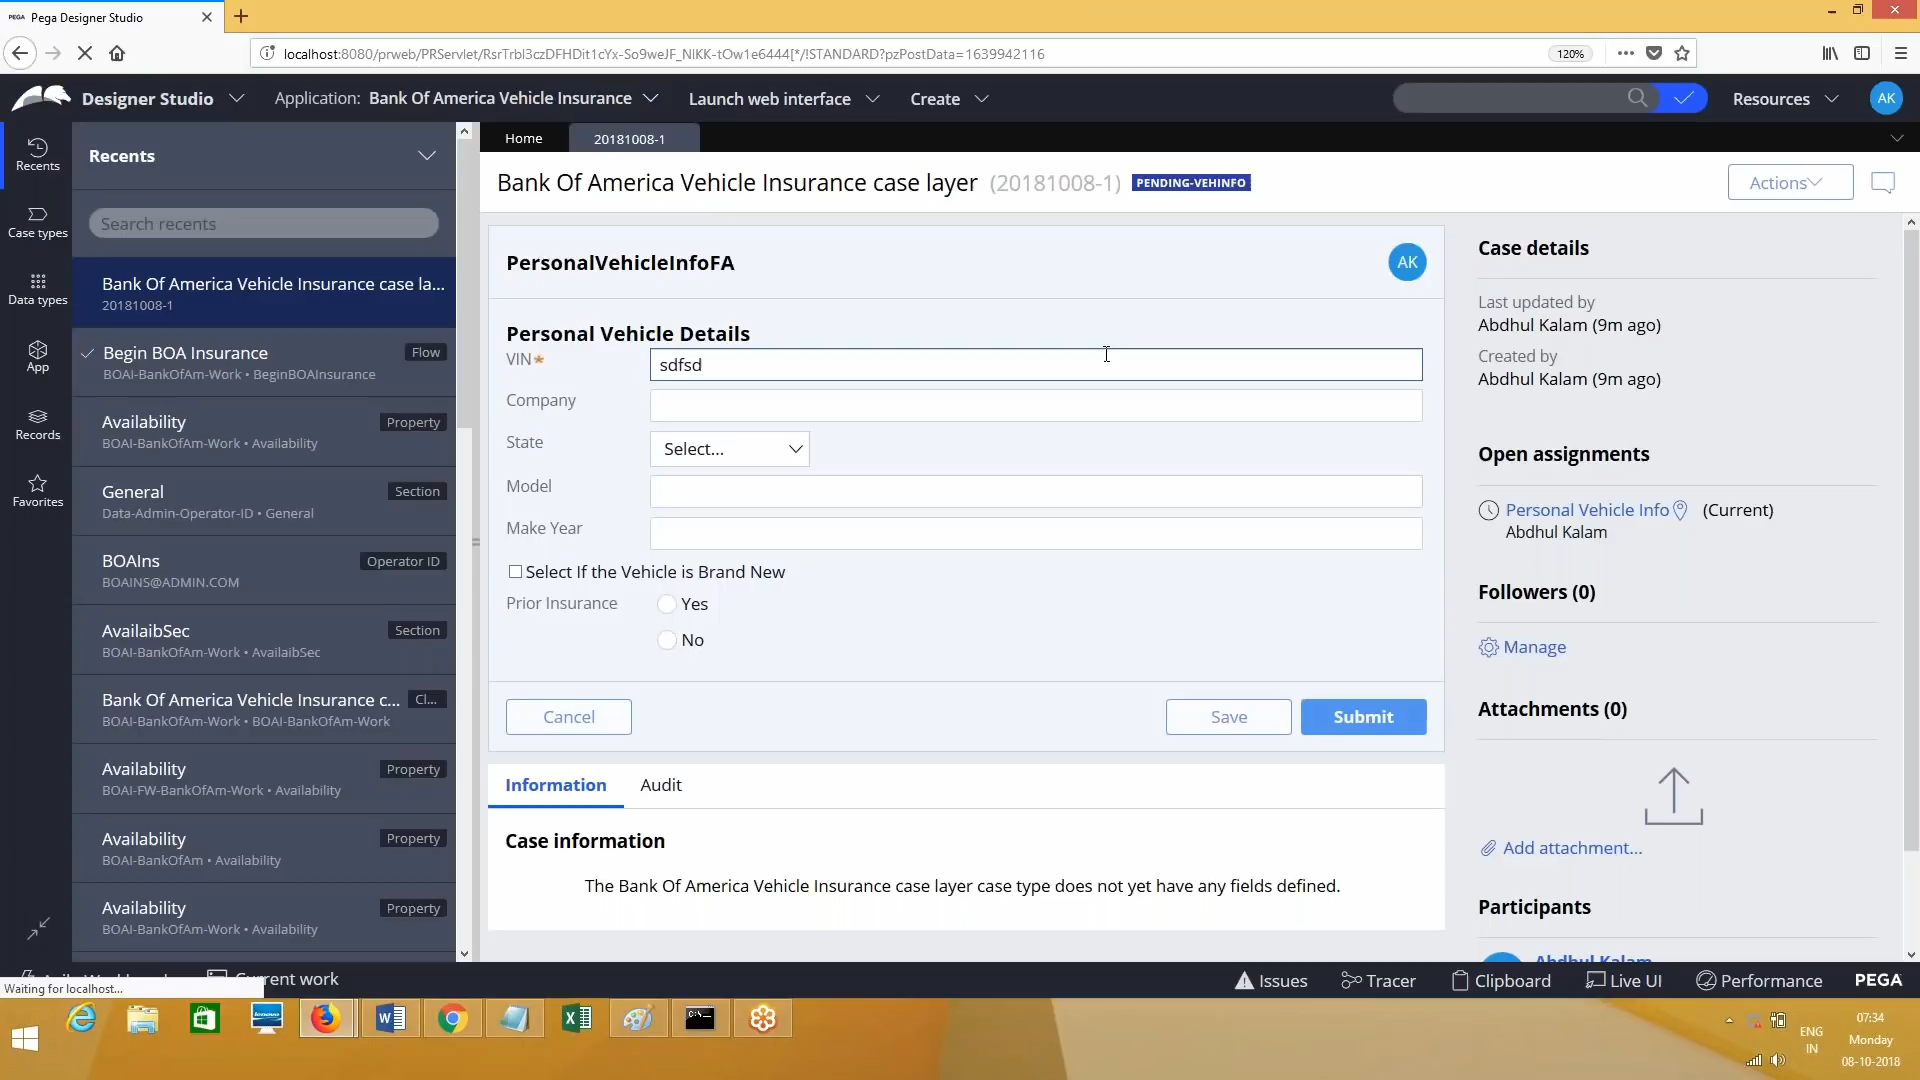 PEGA Pega Designer Studio
localhost:8080/prweb/PRServlet/RsrTrbI3czDFHDit1cYx-So9weJF_NIKK-tOw1e6444[*/!STANDARD?pzPostData=1639942116
120%
Designer Studio
Application: Bank Of America Vehicle Insurance
Launch web interface
Create
Resources
AK
Recents
Case types
Data types
App
Records
Favorites
Recents
Search recents
Bank Of America Vehicle Insurance case la...
20181008-1
Begin BOA Insurance Flow
BOAI-BankOfAm-Work • BeginBOAInsurance
Availability Property
BOAI-BankOfAm-Work • Availability
General Section
Data-Admin-Operator-ID • General
BOAIns Operator ID
BOAINS@ADMIN.COM
AvailaibSec Section
BOAI-BankOfAm-Work • AvailaibSec
Bank Of America Vehicle Insurance c... Cl...
BOAI-BankOfAm-Work • BOAI-BankOfAm-Work
Availability Property
BOAI-FW-BankOfAm-Work • Availability
Availability Property
BOAI-BankOfAm • Availability
Availability Property
BOAI-BankOfAm-Work • Availability
Home
20181008-1
Bank Of America Vehicle Insurance case layer (20181008-1) PENDING-VEHINFO
Actions
PersonalVehicleInfoFA
AK
Personal Vehicle Details
VIN*
sdfsd
Company
State
Select...
Model
Make Year
Select If the Vehicle is Brand New
Prior Insurance
Yes
No
Cancel
Save
Submit
Information
Audit
Case information
The Bank Of America Vehicle Insurance case layer case type does not yet have any fields defined.
Case details
Last updated by
Abdhul Kalam (9m ago)
Created by
Abdhul Kalam (9m ago)
Open assignments
Personal Vehicle Info (Current)
Abdhul Kalam
Followers (0)
Manage
Attachments (0)
Add attachment...
Participants
Abdhul Kalam
rent work
Waiting for localhost...
Issues
Tracer
Clipboard
Live UI
Performance
PEGA
ENG
IN
07:34
Monday
08-10-2018